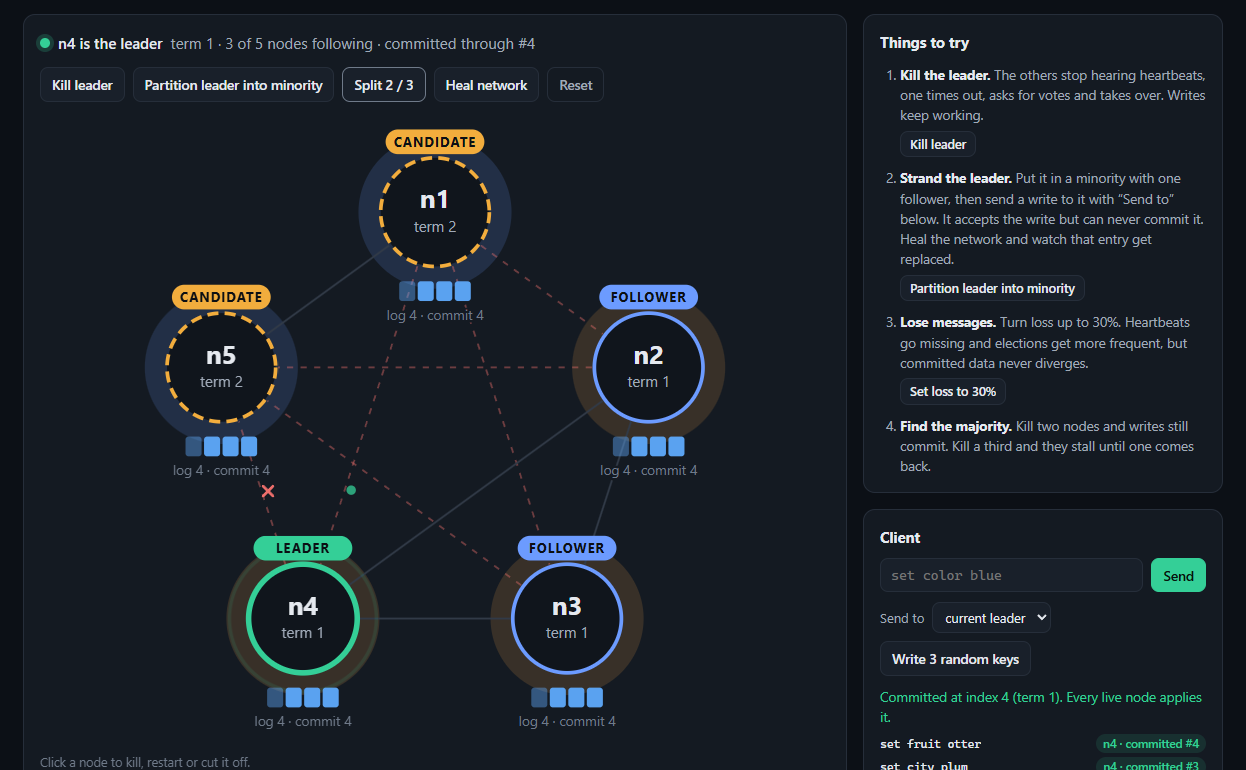 n4 is the leader term 1 · 3 of 5 nodes following · committed through #4
Kill leader
Partition leader into minority
Split 2 / 3
Heal network
Reset
CANDIDATE
n1
term 2
log 4 · commit 4
CANDIDATE
n5
term 2
log 4 · commit 4
FOLLOWER
n2
term 1
log 4 · commit 4
LEADER
n4
term 1
log 4 · commit 4
FOLLOWER
n3
term 1
log 4 · commit 4
Click a node to kill, restart or cut it off.
Things to try
1. Kill the leader. The others stop hearing heartbeats,
one times out, asks for votes and takes over. Writes
keep working.
Kill leader
2. Strand the leader. Put it in a minority with one
follower, then send a write to it with “Send to”
below. It accepts the write but can never commit it.
Heal the network and watch that entry get
replaced.
Partition leader into minority
3. Lose messages. Turn loss up to 30%. Heartbeats
go missing and elections get more frequent, but
committed data never diverges.
Set loss to 30%
4. Find the majority. Kill two nodes and writes still
commit. Kill a third and they stall until one comes
back.
Client
set color blue
Send
Send to current leader
Write 3 random keys
Committed at index 4 (term 1). Every live node applies
it.
set fruit otter n4 · committed #4
set city plum n4 · committed #3